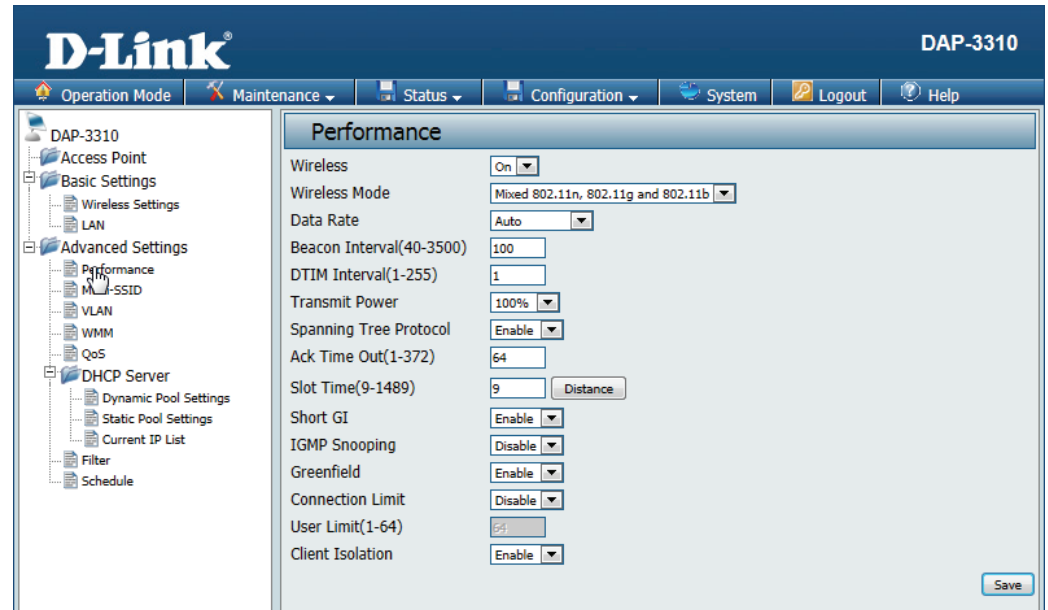 D-Link®
DAP-3310
Operation Mode Maintenance Status Configuration System Logout Help
DAP-3310
Access Point
Basic Settings
Wireless Settings
LAN
Advanced Settings
Performance
Multi-SSID
VLAN
WMM
QoS
DHCP Server
Dynamic Pool Settings
Static Pool Settings
Current IP List
Filter
Schedule
Performance
Wireless On
Wireless Mode Mixed 802.11n, 802.11g and 802.11b
Data Rate Auto
Beacon Interval(40-3500) 100
DTIM Interval(1-255) 1
Transmit Power 100%
Spanning Tree Protocol Enable
Ack Time Out(1-372) 64
Slot Time(9-1489) 9 Distance
Short GI Enable
IGMP Snooping Disable
Greenfield Enable
Connection Limit Disable
User Limit(1-64) 64
Client Isolation Enable
Save